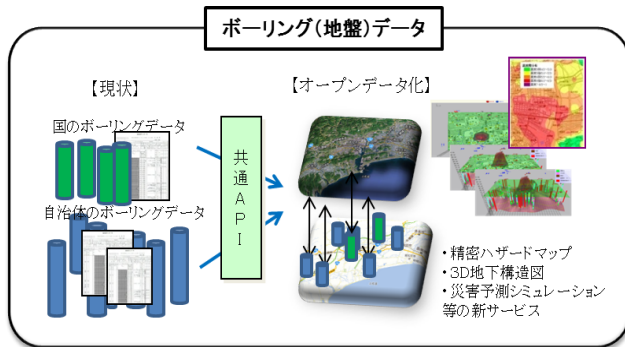 ボーリング(地盤)データ
【現状】
国のボーリングデータ
自治体のボーリングデータ
共通API
【オープンデータ化】
・精密ハザードマップ
・3D地下構造図
・災害予測シミュレーション
等の新サービス